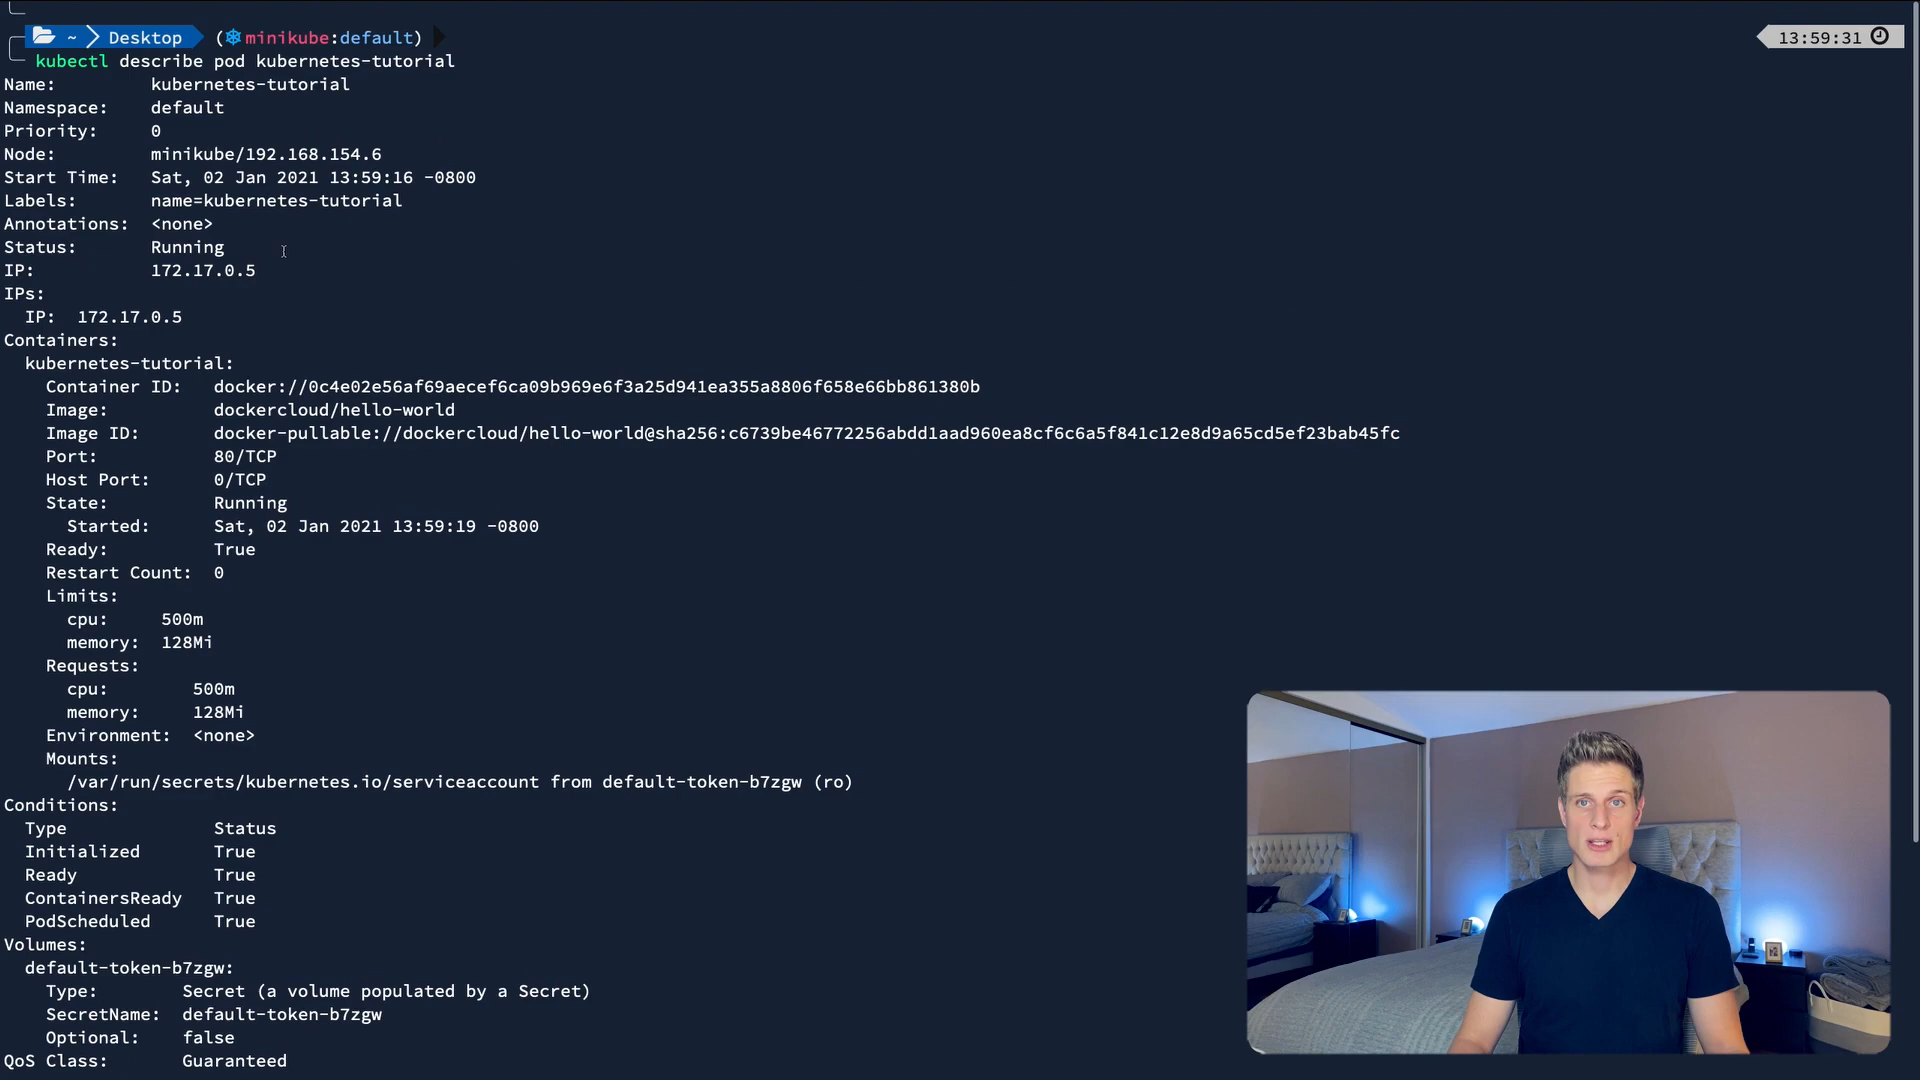 ~ Desktop (minikube:default) 13:59:31
kubectl describe pod kubernetes-tutorial
Name: kubernetes-tutorial
Namespace: default
Priority: 0
Node: minikube/192.168.154.6
Start Time: Sat, 02 Jan 2021 13:59:16 -0800
Labels: name=kubernetes-tutorial
Annotations: <none>
Status: Running
IP: 172.17.0.5
IPs:
IP: 172.17.0.5
Containers:
kubernetes-tutorial:
Container ID: docker://0c4e02e56af69aecef6ca09b969e6f3a25d941ea355a8806f658e66bb861380b
Image: dockercloud/hello-world
Image ID: docker-pullable://dockercloud/hello-world@sha256:c6739be46772256abdd1aad960ea8cf6c6a5f841c12e8d9a65cd5ef23bab45fc
Port: 80/TCP
Host Port: 0/TCP
State: Running
Started: Sat, 02 Jan 2021 13:59:19 -0800
Ready: True
Restart Count: 0
Limits:
cpu: 500m
memory: 128Mi
Requests:
cpu: 500m
memory: 128Mi
Environment: <none>
Mounts:
/var/run/secrets/kubernetes.io/serviceaccount from default-token-b7zgw (ro)
Conditions:
Type Status
Initialized True
Ready True
ContainersReady True
PodScheduled True
Volumes:
default-token-b7zgw:
Type: Secret (a volume populated by a Secret)
SecretName: default-token-b7zgw
Optional: false
QoS Class: Guaranteed